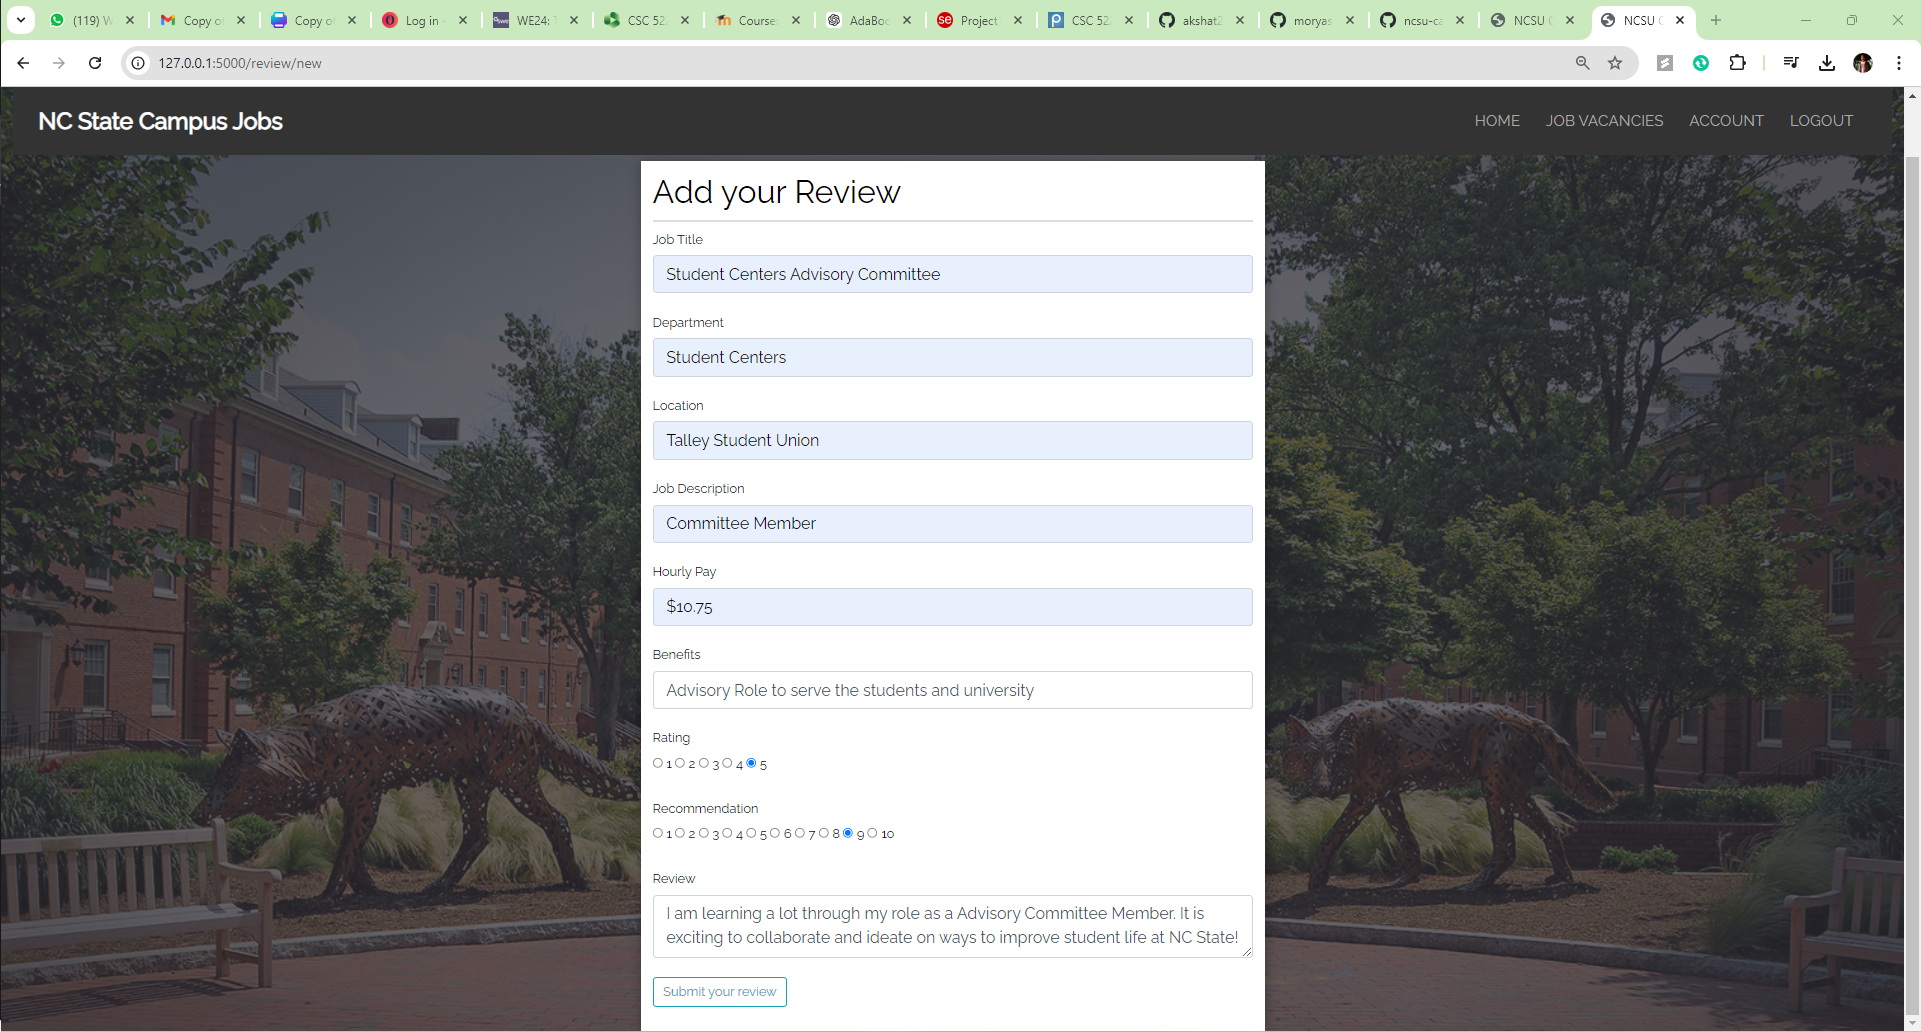 (119) W
Copy of
Copy of
Log in -
WE24: T
CSC 522
Course:
AdaBoo
Project
CSC 522
akshat2
moryas
ncsu-ca
NCSU C
NCSU C
127.0.0.1:5000/review/new
NC State Campus Jobs
HOME
JOB VACANCIES
ACCOUNT
LOGOUT
Add your Review
Job Title
Student Centers Advisory Committee
Department
Student Centers
Location
Talley Student Union
Job Description
Committee Member
Hourly Pay
$10.75
Benefits
Advisory Role to serve the students and university
Rating
1 2 3 4 5
Recommendation
1 2 3 4 5 6 7 8 9 10
Review
I am learning a lot through my role as a Advisory Committee Member. It is
exciting to collaborate and ideate on ways to improve student life at NC State!
Submit your review